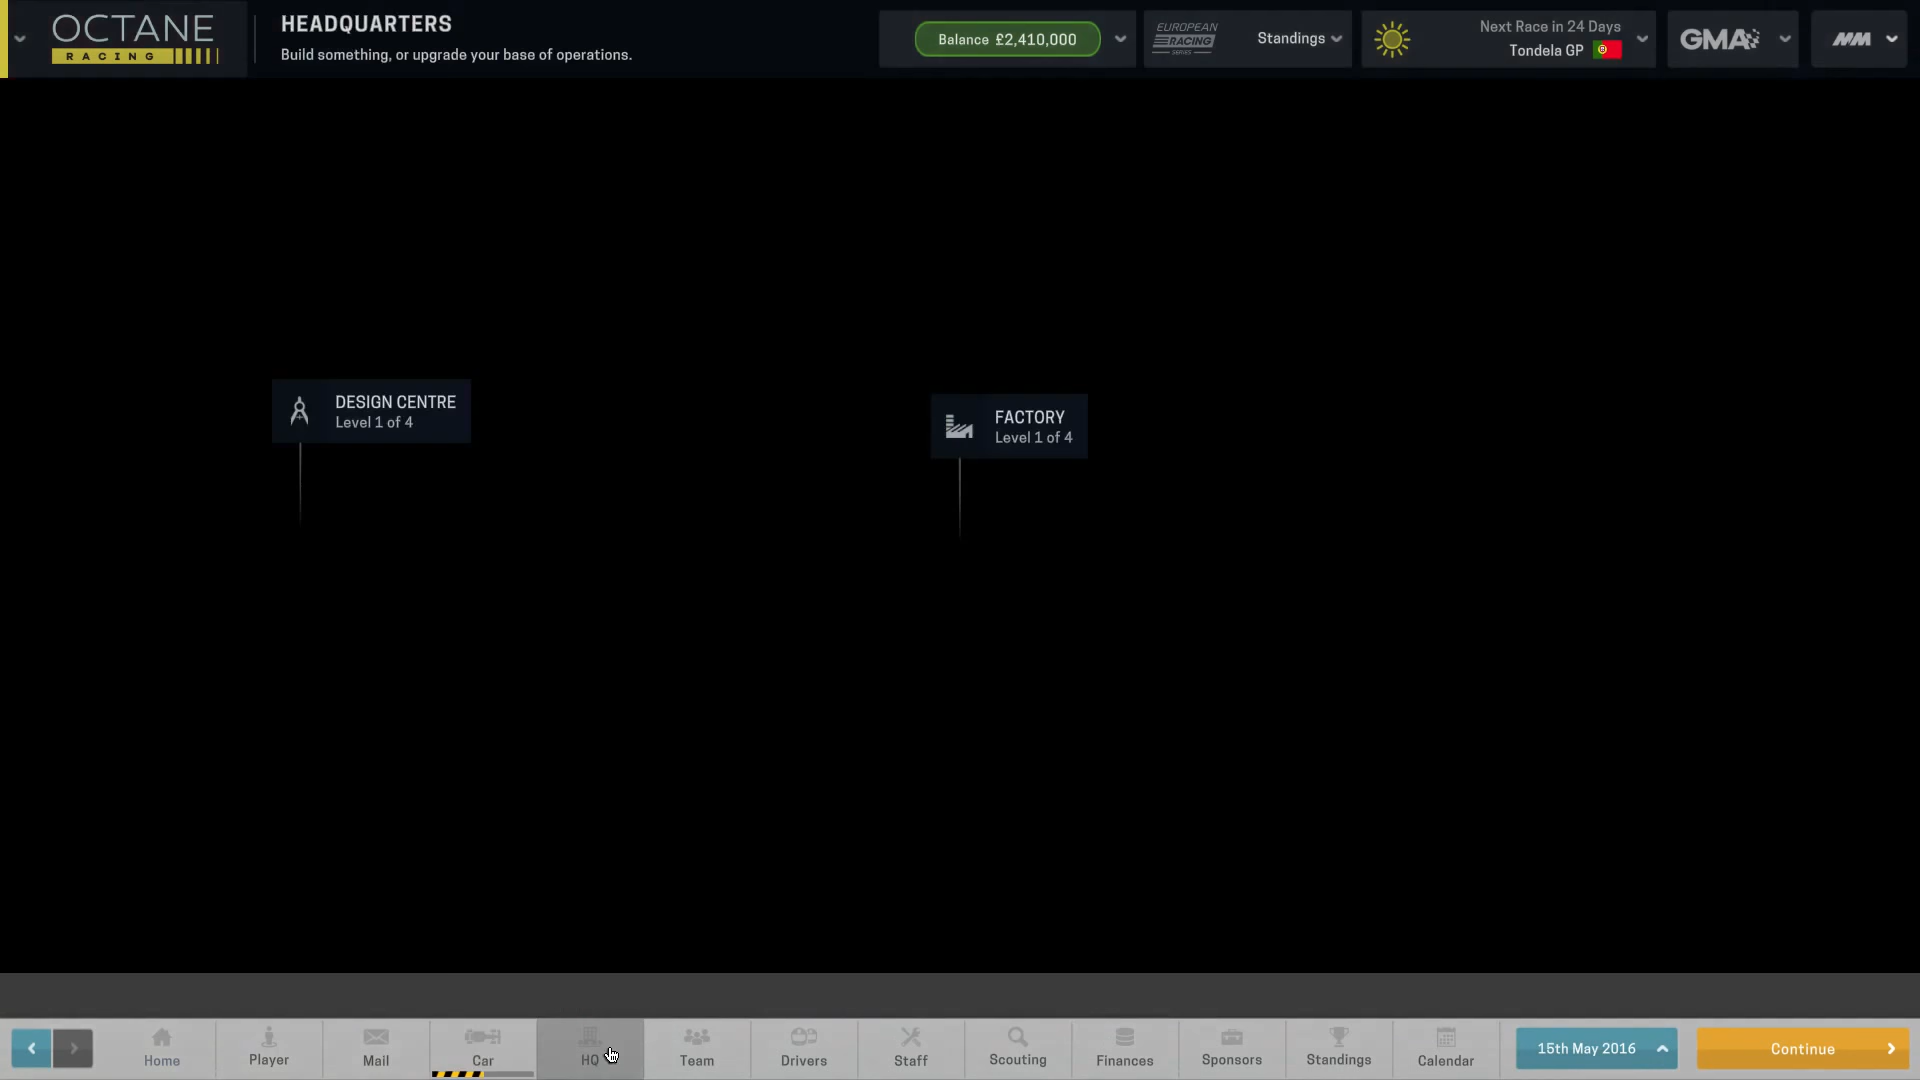 OCTANE
RACING
HEADQUARTERS
Build something, or upgrade your base of operations.
Balance £2,410,000
EUROPEAN
RACING
SERIES
Standings
Next Race in 24 Days
Tondela GP
GMA
MM
DESIGN CENTRE
Level 1 of 4
FACTORY
Level 1 of 4
Home
Player
Mail
Car
HQ
Team
Drivers
Staff
Scouting
Finances
Sponsors
Standings
Calendar
15th May 2016
Continue